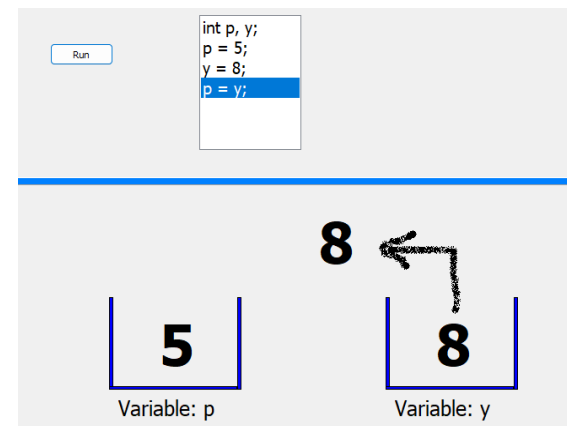 Run
int p, y;
p = 5;
y = 8;
p = y;
8
5
8
Variable: p
Variable: y